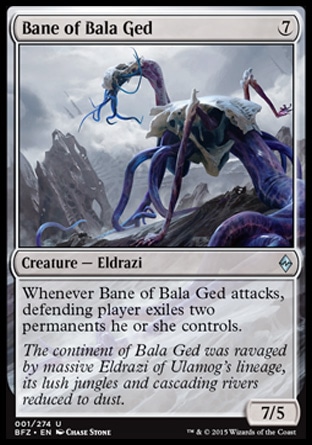 Bane of Bala Ged 7
Creature — Eldrazi
Whenever Bane of Bala Ged attacks,
defending player exiles two
permanents he or she controls.
The continent of Bala Ged was ravaged
by massive Eldrazi of Ulamog's lineage,
its lush jungles and cascading rivers
reduced to dust.
7/5
001/274 U
BFZ • EN Chase Stone
™ & © 2015 Wizards of the Coast